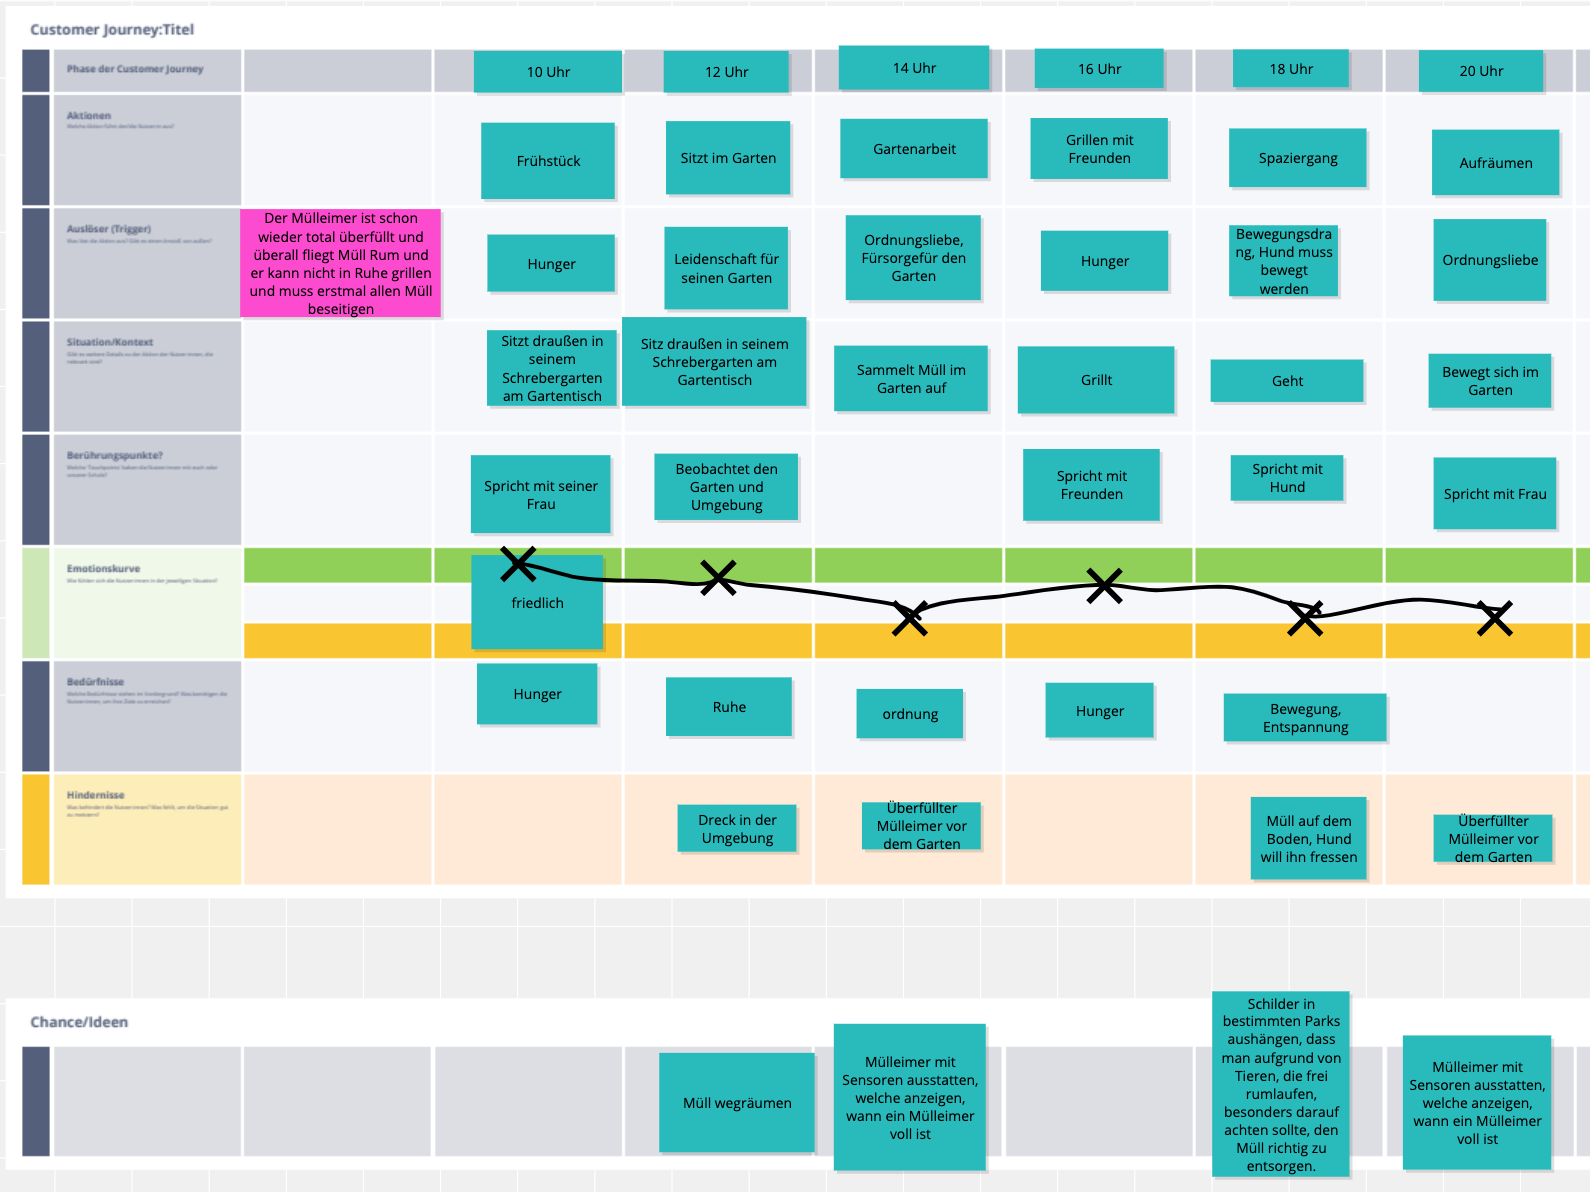 Customer Journey:Titel
Phase der Customer Journey
10 Uhr
12 Uhr
14 Uhr
16 Uhr
18 Uhr
20 Uhr
Aktionen
Frühstück
Sitzt im Garten
Gartenarbeit
Grillen mit
Freunden
Spaziergang
Aufräumen
Auslöser (Trigger)
Der Mülleimer ist schon
wieder total überfüllt und
überall fliegt Müll Rum und
er kann nicht in Ruhe grillen
und muss erstmal allen Müll
beseitigen
Hunger
Leidenschaft für
seinen Garten
Ordnungsliebe,
Fürsorgefür den
Garten
Hunger
Bewegungsdra
ng, Hund muss
bewegt
werden
Ordnungsliebe
Situation/Kontext
Sitzt draußen in
seinem
Schrebergarten
am Gartentisch
Sitz draußen in seinem
Schrebergarten am
Gartentisch
Sammelt Müll im
Garten auf
Grillt
Geht
Bewegt sich im
Garten
Berührungspunkte?
Spricht mit seiner
Frau
Beobachtet den
Garten und
Umgebung
Spricht mit
Freunden
Spricht mit
Hund
Spricht mit Frau
Emotionskurve
friedlich
Bedürfnisse
Hunger
Ruhe
ordnung
Hunger
Bewegung,
Entspannung
Hindernisse
Dreck in der
Umgebung
Überfüllter
Mülleimer vor
dem Garten
Müll auf dem
Boden, Hund
will ihn fressen
Überfüllter
Mülleimer vor
dem Garten
Chance/Ideen
Müll wegräumen
Mülleimer mit
Sensoren ausstatten,
welche anzeigen,
wann ein Mülleimer
voll ist
Schilder in
bestimmten Parks
aushängen, dass
man aufgrund von
Tieren, die frei
rumlaufen,
besonders darauf
achten sollte, den
Müll richtig zu
entsorgen.
Mülleimer mit
Sensoren ausstatten,
welche anzeigen,
wann ein Mülleimer
voll ist